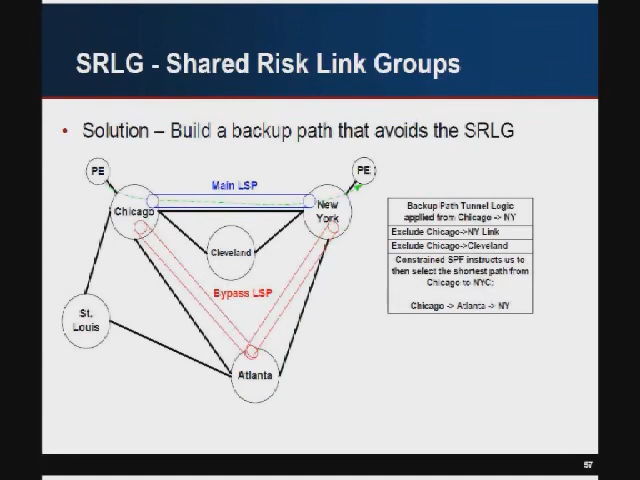 SRLG - Shared Risk Link Groups
• Solution – Build a backup path that avoids the SRLG
PE
PE
Main LSP
Chicago
New
York
Cleveland
Bypass LSP
St.
Louis
Atlanta
Backup Path Tunnel Logic
applied from Chicago -> NY
Exclude Chicago->NY Link
Exclude Chicago->Cleveland
Constrained SPF instructs us to
then select the shortest path from
Chicago to NYC:
Chicago -> Atlanta -> NY
57